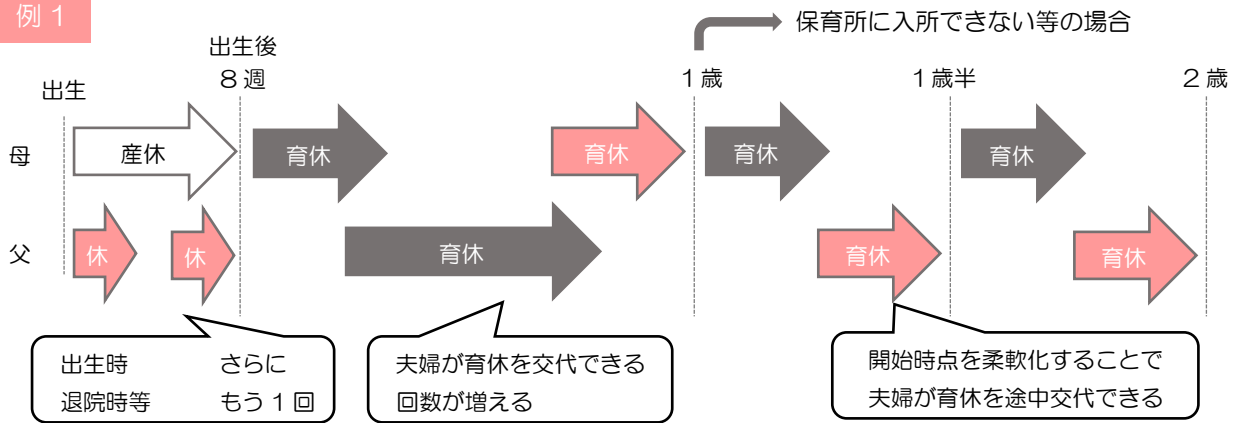 例１
保育所に入所できない等の場合
出生
出生後
８週
１歳
１歳半
２歳
母
産休
育休
育休
育休
育休
父
休
休
育休
育休
育休
出生時 さらに
退院時等 もう１回
夫婦が育休を交代できる
回数が増える
開始時点を柔軟化することで
夫婦が育休を途中交代できる